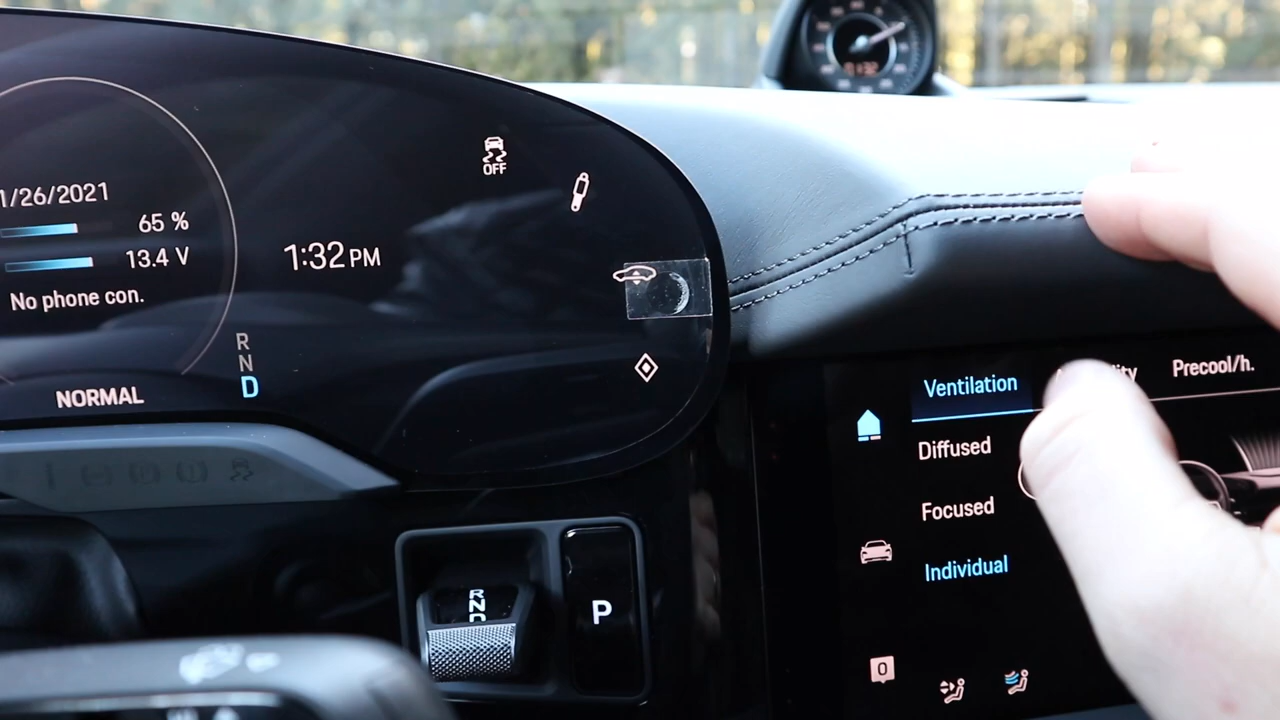 1/26/2021
65 %
13.4 V
No phone con.
NORMAL
1:32 PM
R
N
D
OFF
R
N
D
P
Ventilation
Precool/h.
Diffused
Focused
Individual
0